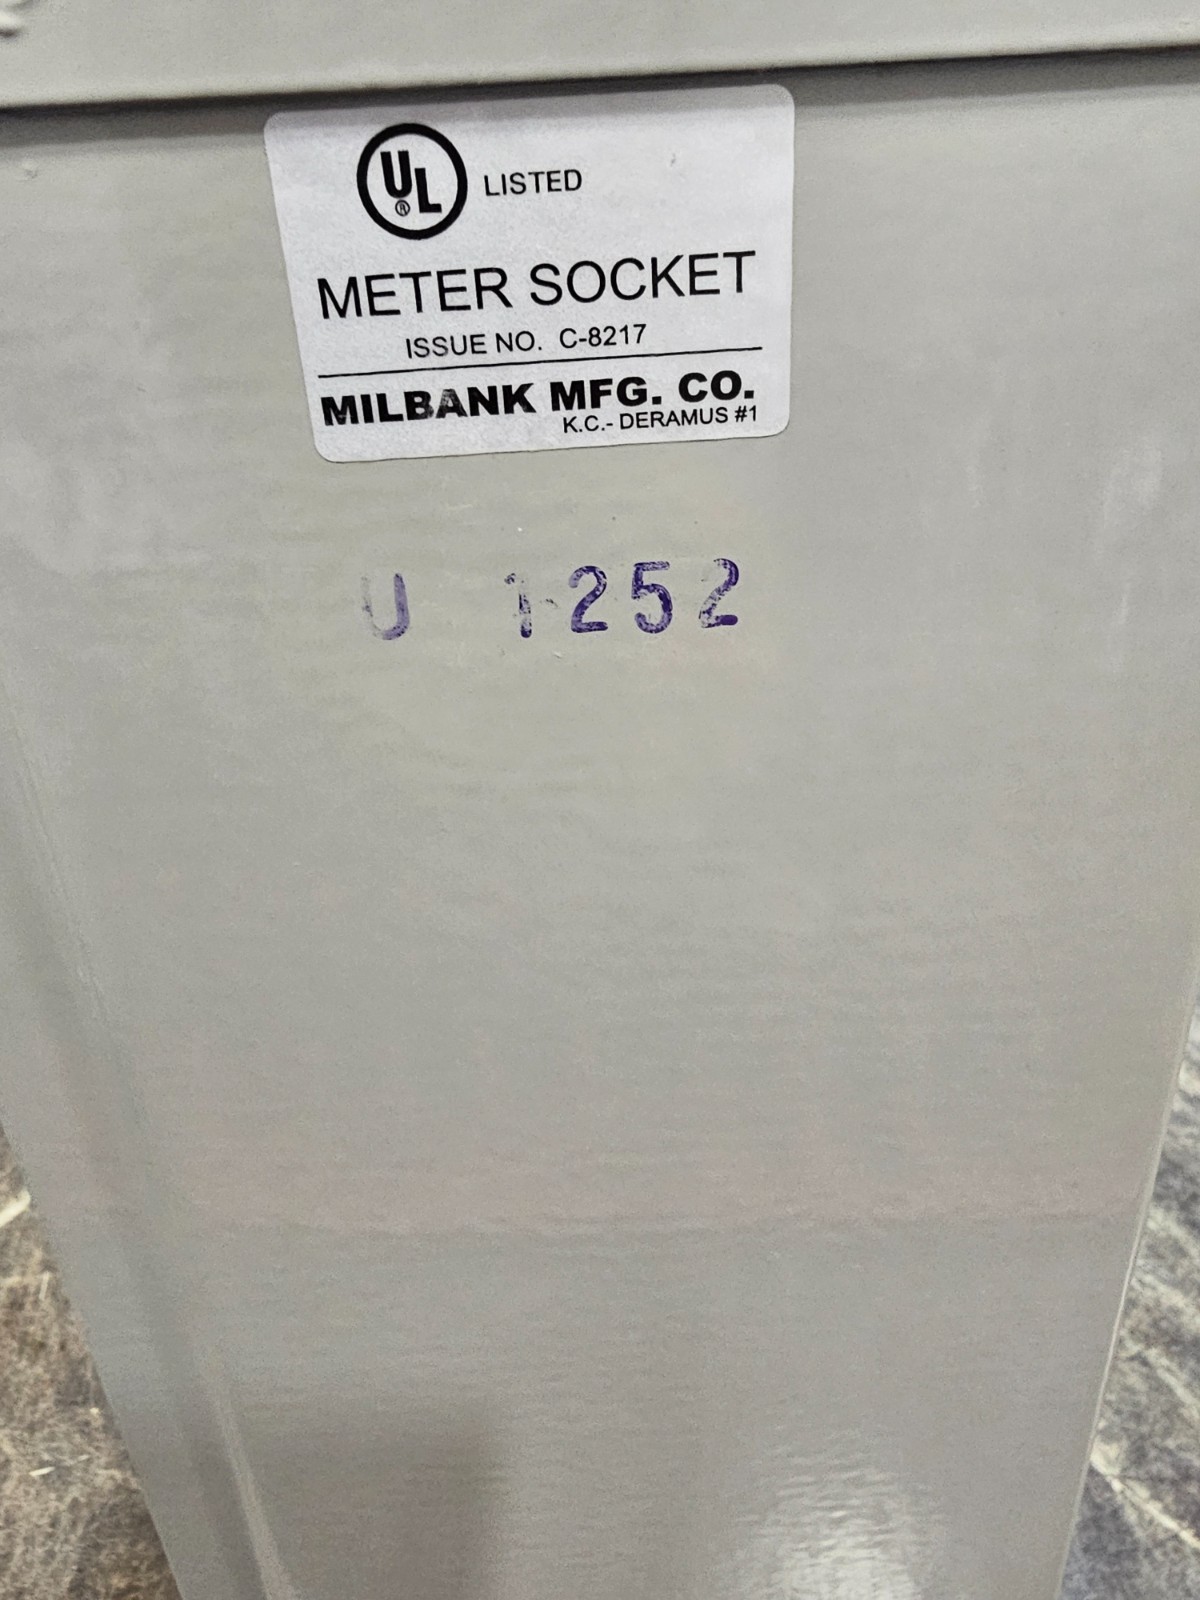 UL ® LISTED
METER SOCKET
ISSUE NO. C-8217
MILBANK MFG. CO.
K.C.- DERAMUS #1
U 1252